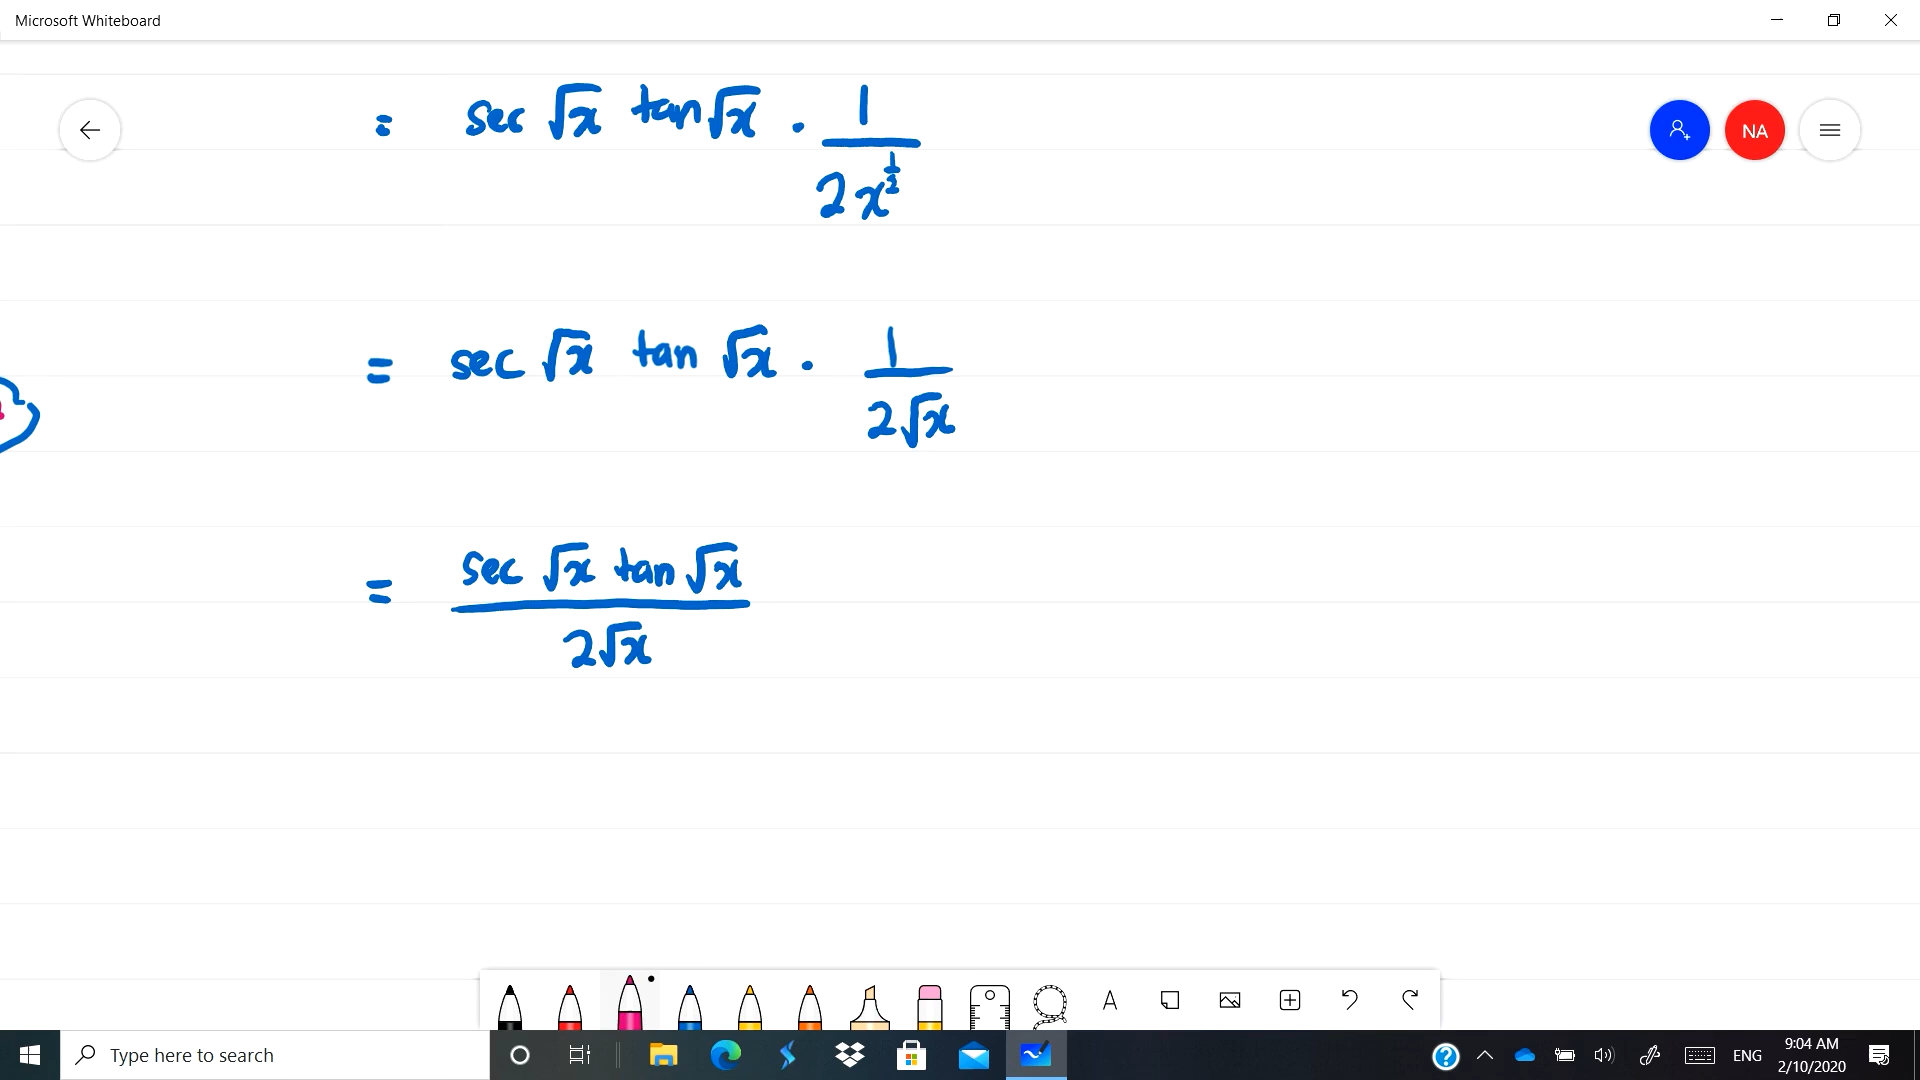 Microsoft Whiteboard
= sec √x tan √x · 1/(2x^(1/2))
NA
= sec √x tan √x · 1/(2√x)
= (sec √x tan √x)/(2√x)
A
Type here to search
ENG
9:04 AM
2/10/2020